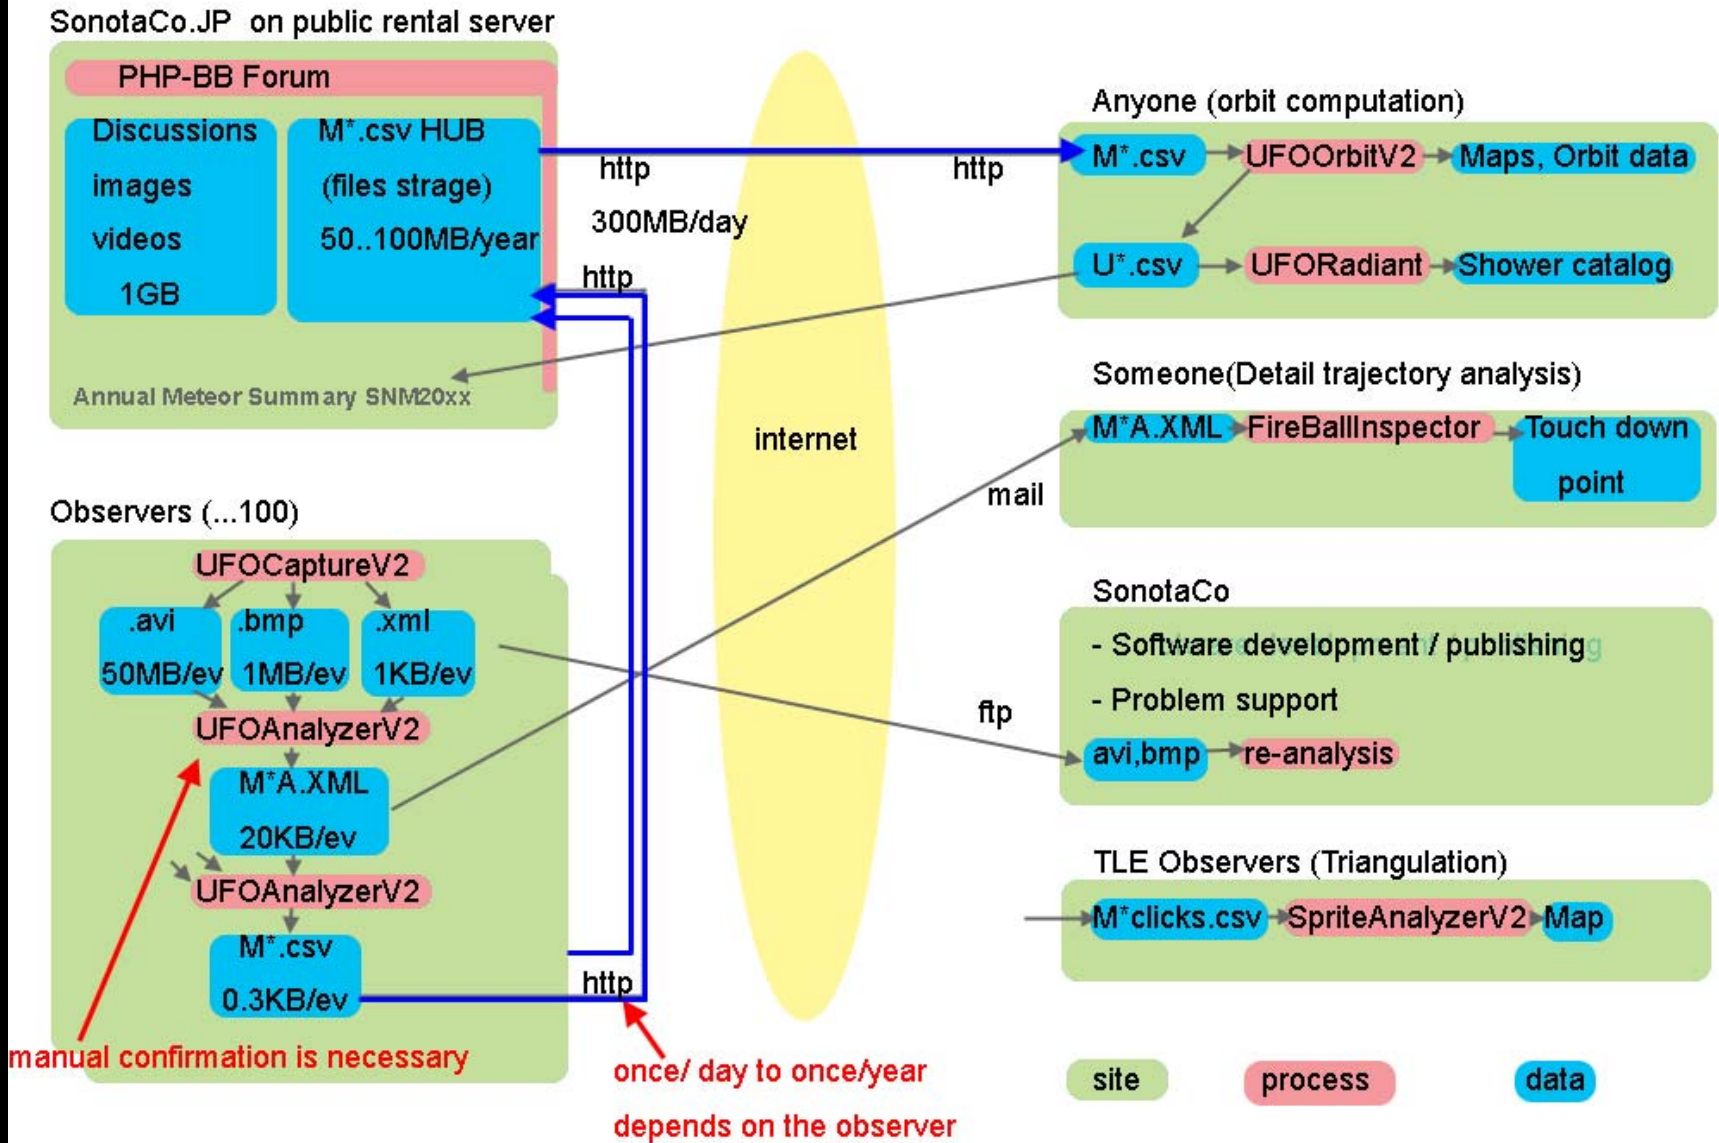 SonotaCo.JP on public rental server
PHP-BB Forum
Discussions
images
videos
1GB
M*.csv HUB
(files strage)
50..100MB/year
Annual Meteor Summary SNM20xx
http
300MB/day
http
http
internet
Anyone (orbit computation)
M*.csv
UFOOrbitV2
Maps, Orbit data
U*.csv
UFORadiant
Shower catalog
Someone(Detail trajectory analysis)
M*A.XML
FireBallInspector
Touch down
point
mail
Observers (...100)
UFOCaptureV2
.avi
50MB/ev
.bmp
1MB/ev
.xml
1KB/ev
UFOAnalyzerV2
M*A.XML
20KB/ev
UFOAnalyzerV2
M*.csv
0.3KB/ev
http
manual confirmation is necessary
once/ day to once/year
depends on the observer
SonotaCo
- Software development / publishing
- Problem support
ftp
avi,bmp
re-analysis
TLE Observers (Triangulation)
M*clicks.csv
SpriteAnalyzerV2
Map
site
process
data